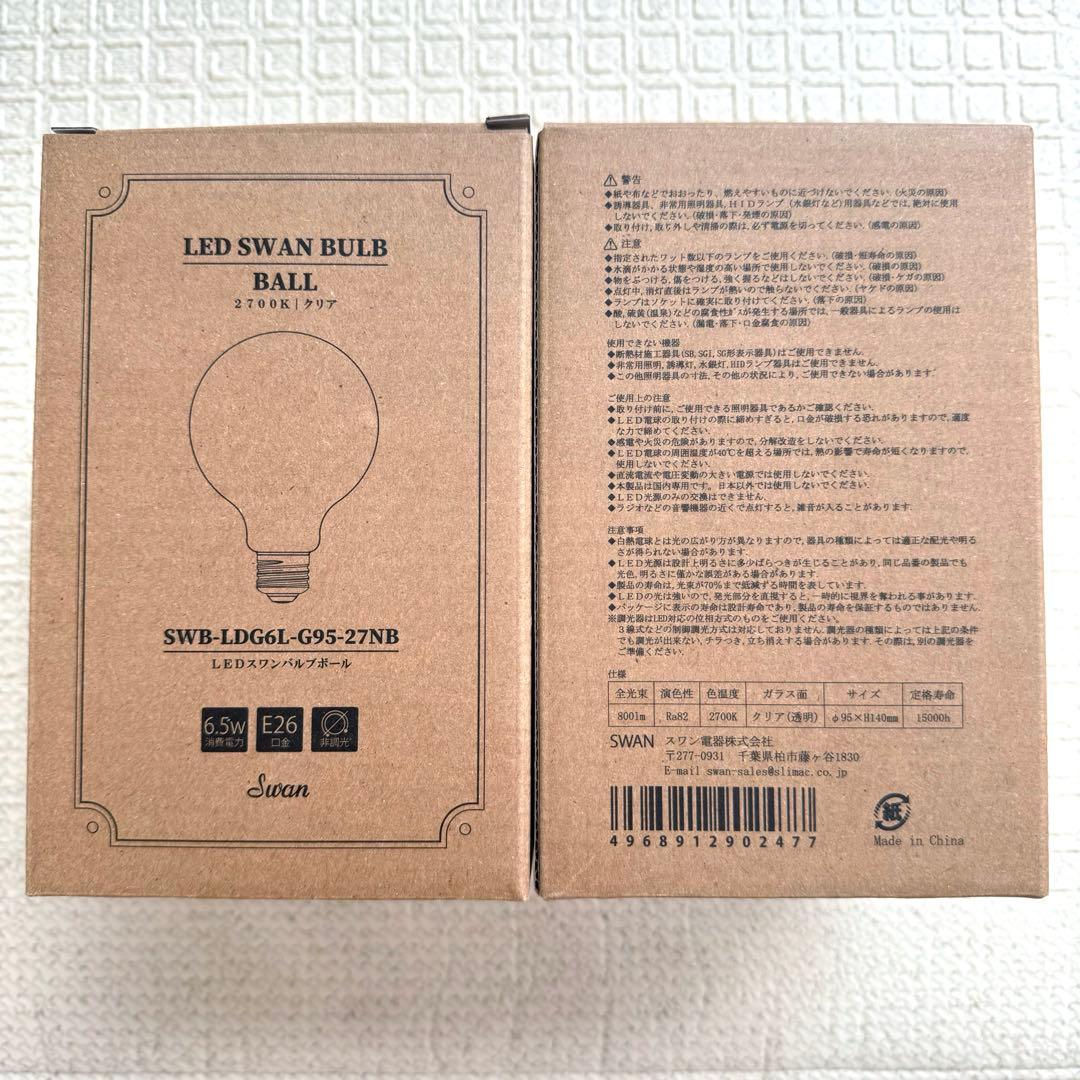 LED SWAN BULB
BALL
2700K|クリア
SWB-LDG6L-G95-27NB
LEDスワンバルブボール
6.5W
消費電力
E26
口金
非調光
Swan
警告
◆紙や布などでおおったり、燃えやすいものに近づけないでください。(火災の原因)
◆誘導器具、非常用照明器具,HIDランプ(水銀灯など)用器具などでは,絶対に使用
しないでください.(破損・落下・発煙の原因)
◆取り付け,取り外しや清掃の際は,必ず電源を切ってください.(感電の原因)
注意
◆指定されたワット数以下のランプをご使用ください.(破損・短寿命の原因)
◆水滴がかかる状態や湿度の高い場所で使用しないでください.(破損の原因)
◆物をぶつける,傷をつける,強く握るなどはしないでください.(破損・ケガの原因)
◆点灯中,消灯直後はランプが熱いので触らないでください.(ヤケドの原因)
◆ランプはソケットに確実に取り付けてください.(落下の原因)
◆酸,硫黄(温泉)などの腐食性ガスが発生する場所では,一般器具によるランプの使用は
しないでください.(漏電・落下・口金腐食の原因)
使用できない機器
◆断熱材施工器具(SB,SGI,SG形表示器具)はご使用できません.
◆非常用照明,誘導灯,水銀灯,HIDランプ器具はご使用できません.
◆この他照明器具の寸法,その他の状況により,ご使用できない場合があります.
ご使用上の注意
◆取り付け前に,ご使用できる照明器具であるかご確認ください.
◆LED電球の取り付けの際に締めすぎると,口金が破損する恐れがありますので,適度
な力で締めてください.
◆感電や火災の危険がありますので,分解改造をしないでください.
◆LED電球の周囲温度が40℃を超える場所では,熱の影響で寿命が短くなりますので,
使用しないでください.
◆直流電流や電圧変動の大きい電源では使用しないでください.
◆本製品は国内専用です。日本以外では使用しないでください.
◆LED光源のみの交換はできません.
◆ラジオなどの音響機器の近くで点灯すると,雑音が入ることがあります.
注意事項
◆白熱電球とは光の広がり方が異なりますので,器具の種類によっては適正な配光や明る
さが得られない場合があります.
◆LED光源は設計上明るさに多少ばらつきが生じることがあり,同じ品番の製品でも
光色,明るさに僅かな誤差がある場合があります.
◆製品の寿命は,光束が70%まで低減する時間を表しています.
◆LEDの光は強いので,発光部分を直視すると,一時的に視界を奪われる事があります.
◆パッケージに表示の寿命は設計寿命であり,製品の寿命を保証するものではありません.
※調光器はLED対応の位相方式のものをご使用ください.
3線式などの制御調光方式は対応しておりません.調光器の種類によっては上記の条件
でも調光が出来ない,チラつき,立ち消えする場合があります.その際は,別の調光器を
ご準備ください.
仕様
全光束 演色性 色温度 ガラス面 サイズ 定格寿命
800lm Ra82 2700K クリア(透明) φ95×H140mm 15000h
SWAN スワン電器株式会社
〒277-0931 千葉県柏市藤ヶ谷1830
E-mail swan-sales@slimac.co.jp
4968912902477
紙
Made in China